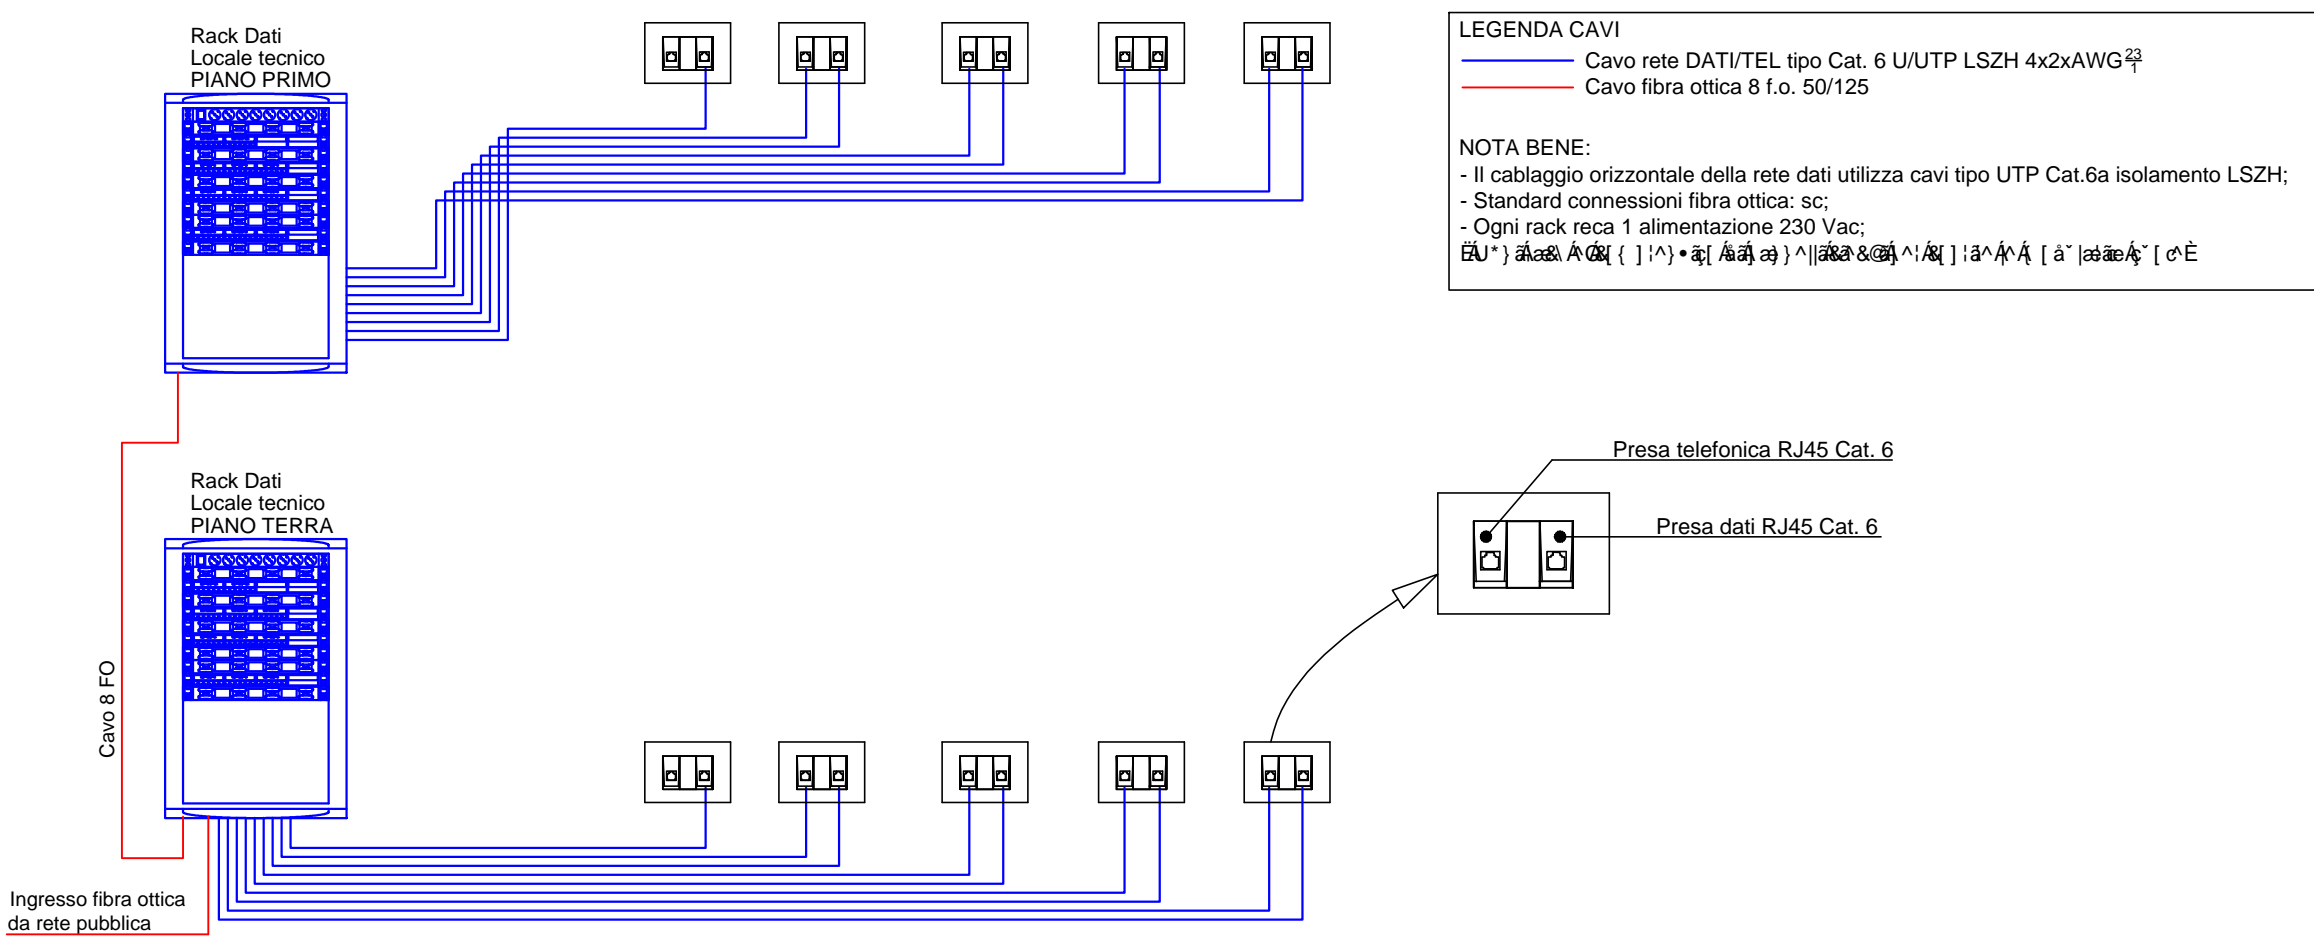 Rack Dati
Locale tecnico
PIANO PRIMO
LEGENDA CAVI
Cavo rete DATI/TEL tipo Cat. 6 U/UTP LSZH 4x2xAWG 23/1
Cavo fibra ottica 8 f.o. 50/125
NOTA BENE:
- Il cablaggio orizzontale della rete dati utilizza cavi tipo UTP Cat.6a isolamento LSZH;
- Standard connessioni fibra ottica: sc;
- Ogni rack reca 1 alimentazione 230 Vac;
Presa telefonica RJ45 Cat. 6
Presa dati RJ45 Cat. 6
Rack Dati
Locale tecnico
PIANO TERRA
Cavo 8 FO
Ingresso fibra ottica
da rete pubblica